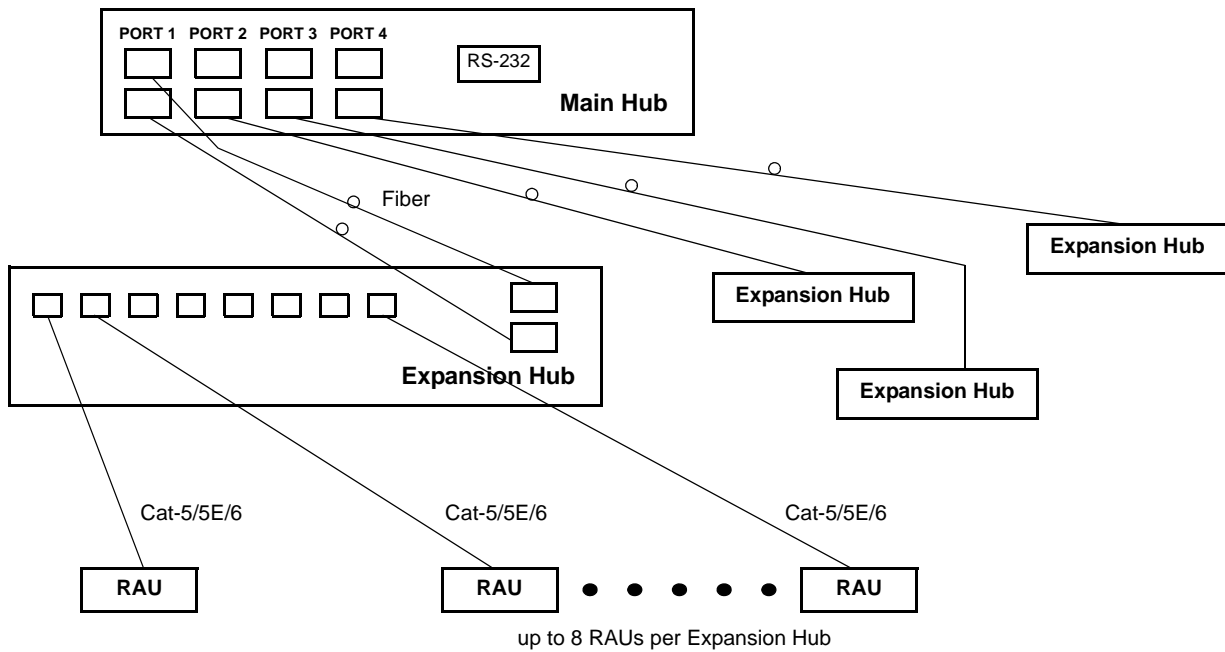 PORT 1 PORT 2 PORT 3 PORT 4
RS-232
Main Hub
Fiber
Expansion Hub
Expansion Hub
Expansion Hub
Expansion Hub
Cat-5/5E/6 Cat-5/5E/6 Cat-5/5E/6
RAU RAU RAU
up to 8 RAUs per Expansion Hub